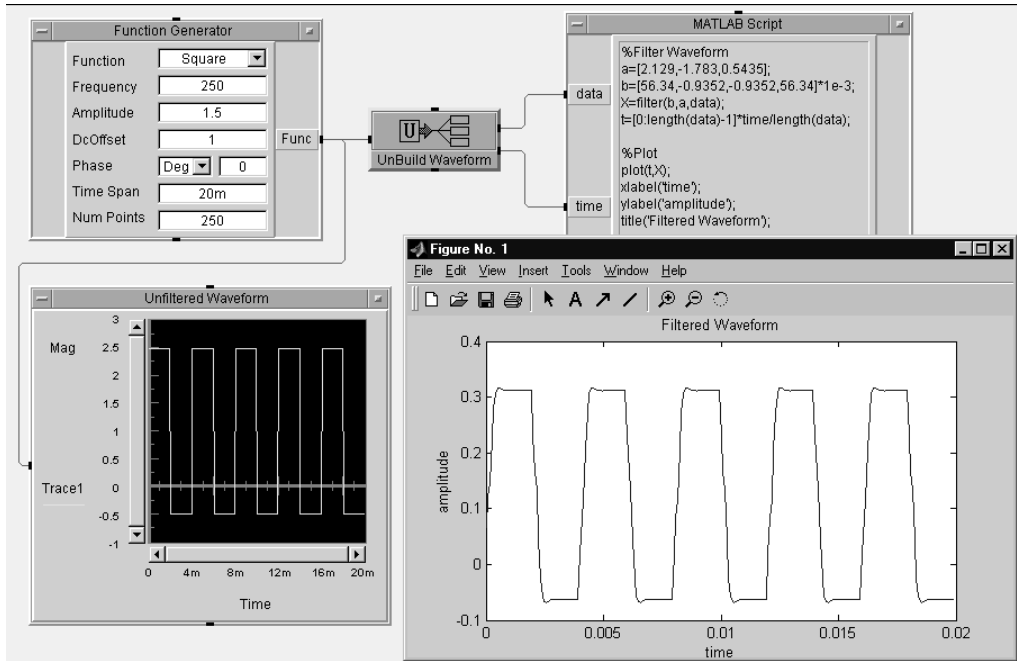 Function Generator
Function Square
Frequency 250
Amplitude 1.5
DcOffset 1
Phase Deg 0
Time Span 20m
Num Points 250
Func
U
UnBuild Waveform
MATLAB Script
data
time
%Filter Waveform
a=[2.129,-1.783,0.5435];
b=[56.34,-0.9352,-0.9352,56.34]*1e-3;
X=filter(b,a,data);
t=[0:length(data)-1]*time/length(data);
%Plot
plot(t,X);
xlabel('time');
ylabel('amplitude');
title('Filtered Waveform');
Unfiltered Waveform
Mag
Trace1
3
2.5
2
1.5
1
0.5
0
-0.5
-1
0 4m 8m 12m 16m 20m
Time
Figure No. 1
File Edit View Insert Tools Window Help
A
Filtered Waveform
amplitude
0.4
0.3
0.2
0.1
0
-0.1
0 0.005 0.01 0.015 0.02
time